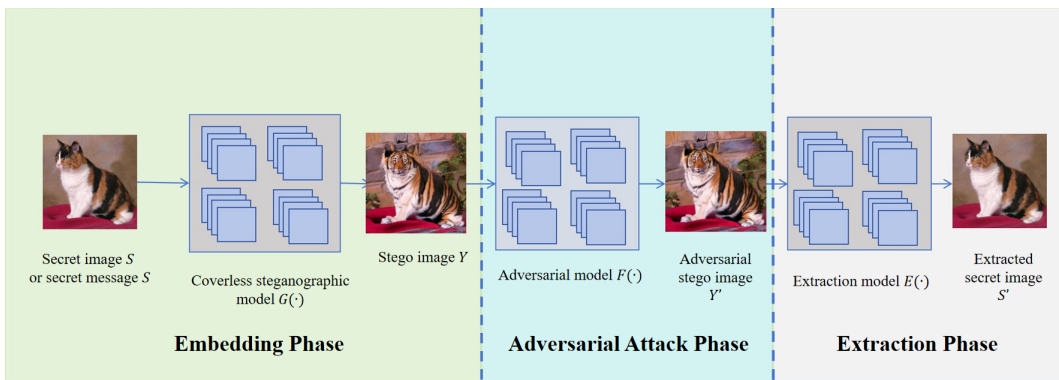 Secret image S
or secret message S
Coverless steganographic
model G(·)
Stego image Y
Adversarial model F(·)
Adversarial
stego image
Y'
Extraction model E(·)
Extracted
secret image
S'
Embedding Phase
Adversarial Attack Phase
Extraction Phase